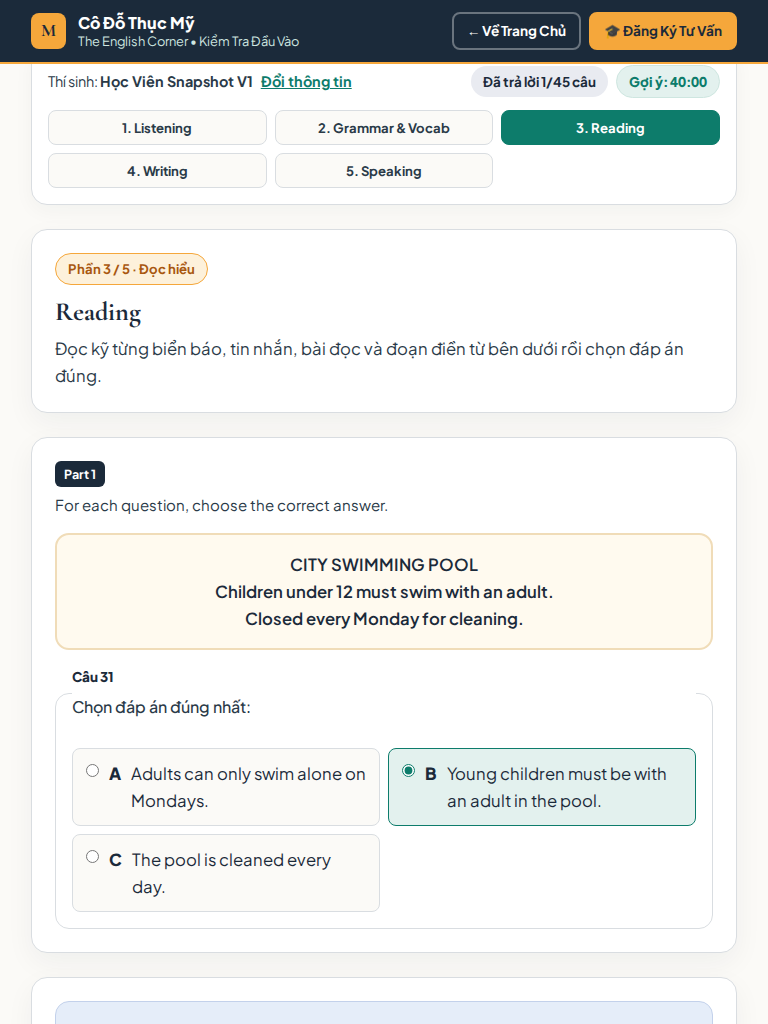 M
Cô Đỗ Thục Mỹ
The English Corner • Kiểm Tra Đầu Vào
← Về Trang Chủ
🎓 Đăng Ký Tư Vấn
Thí sinh: Học Viên Snapshot V1 Đổi thông tin
Đã trả lời 1/45 câu
Gợi ý: 40:00
1. Listening
2. Grammar & Vocab
3. Reading
4. Writing
5. Speaking
Phần 3 / 5 · Đọc hiểu
Reading
Đọc kỹ từng biển báo, tin nhắn, bài đọc và đoạn điền từ bên dưới rồi chọn đáp án
đúng.
Part 1
For each question, choose the correct answer.
CITY SWIMMING POOL
Children under 12 must swim with an adult.
Closed every Monday for cleaning.
Câu 31
Chọn đáp án đúng nhất:
A Adults can only swim alone on
Mondays.
B Young children must be with
an adult in the pool.
C The pool is cleaned every
day.